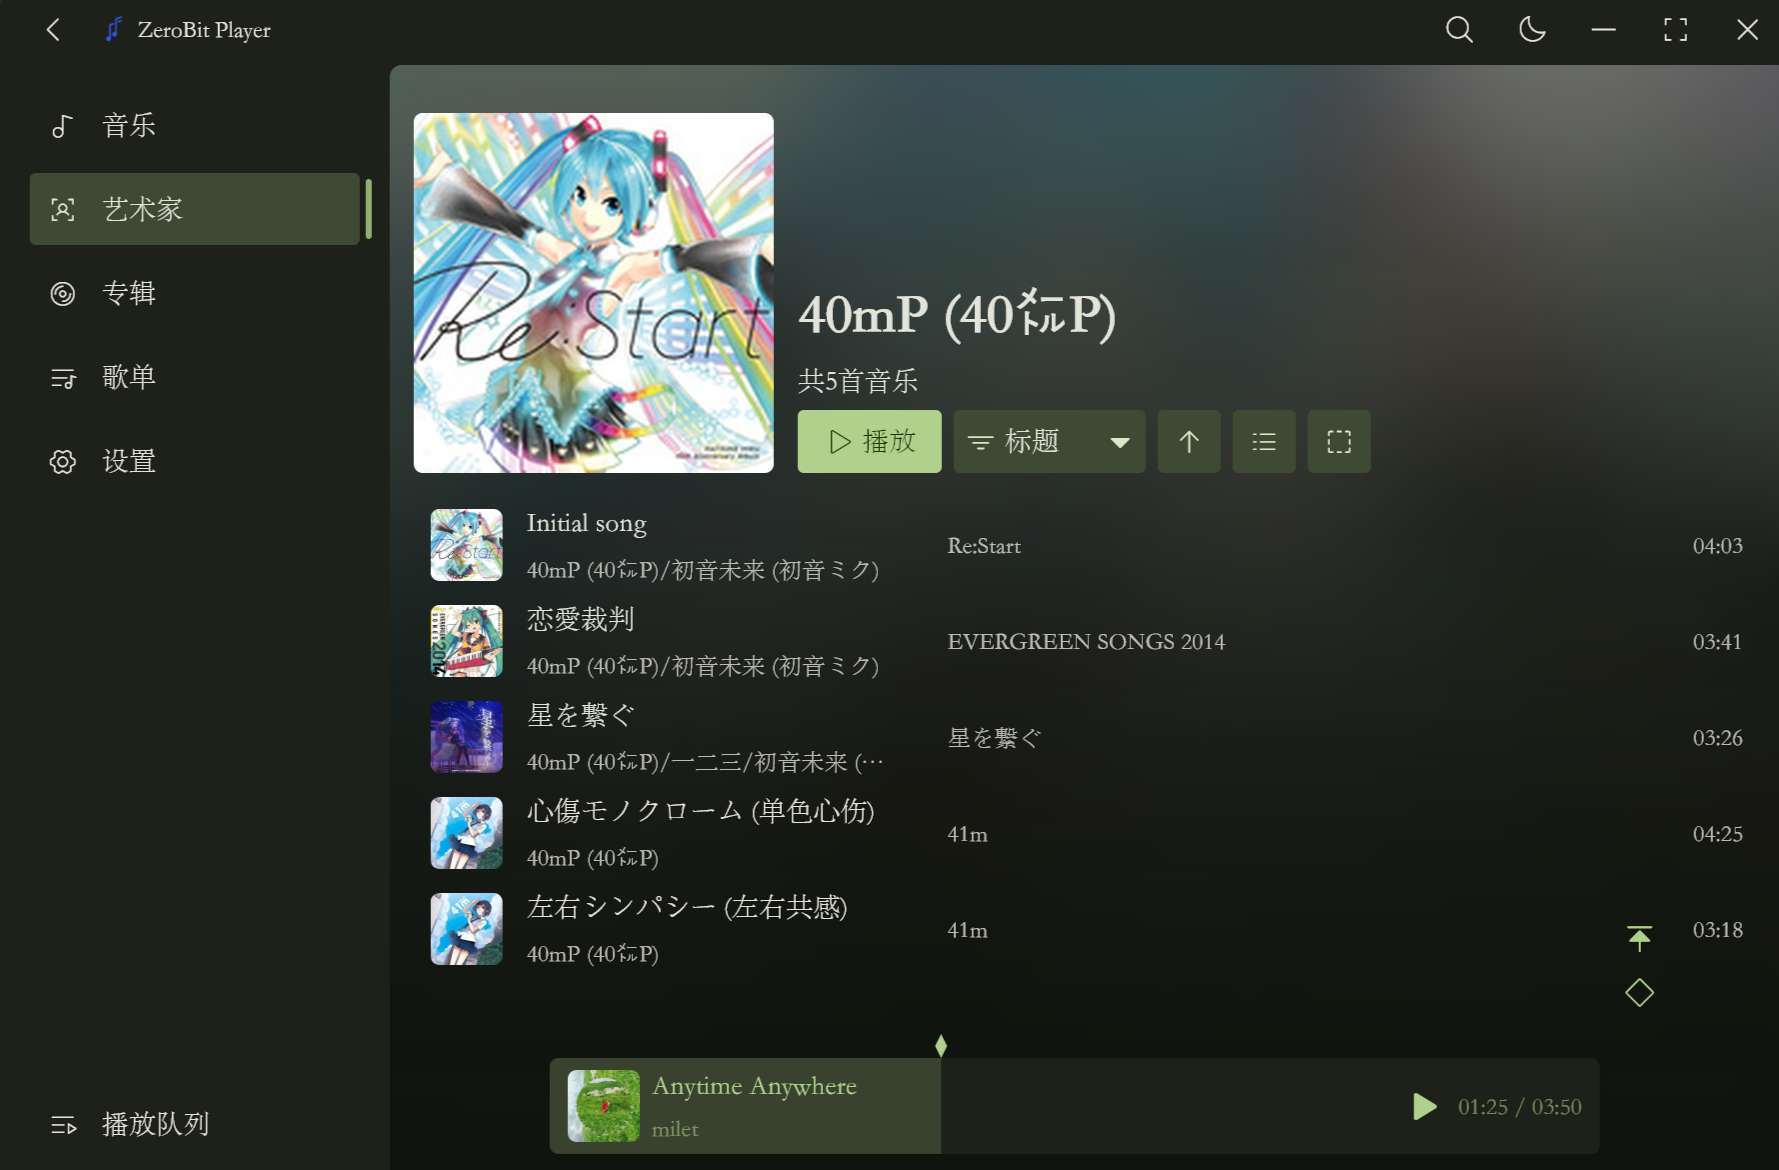 ZeroBit Player
音乐
艺术家
专辑
歌单
设置
播放队列
Re:Start
40mP (40㍍P)
共5首音乐
播放
标题
Initial song
40mP (40㍍P)/初音未来 (初音ミク)
Re:Start
04:03
恋愛裁判
40mP (40㍍P)/初音未来 (初音ミク)
EVERGREEN SONGS 2014
03:41
星を繋ぐ
40mP (40㍍P)/一二三/初音未来 (…
星を繋ぐ
03:26
心傷モノクローム (单色心伤)
40mP (40㍍P)
41m
04:25
左右シンパシー (左右共感)
40mP (40㍍P)
41m
03:18
Anytime Anywhere
milet
01:25 / 03:50